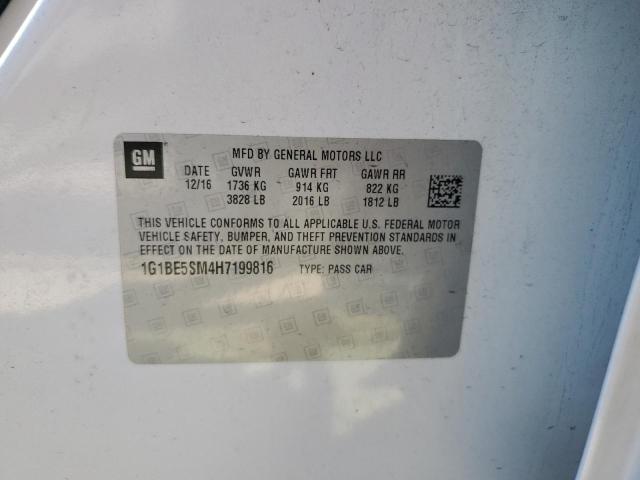 GM
MFD BY GENERAL MOTORS LLC
DATE GVWR GAWR FRT GAWR RR
12/16 1736 KG 914 KG 822 KG
3828 LB 2016 LB 1812 LB
THIS VEHICLE CONFORMS TO ALL APPLICABLE U.S. FEDERAL MOTOR
VEHICLE SAFETY, BUMPER, AND THEFT PREVENTION STANDARDS IN
EFFECT ON THE DATE OF MANUFACTURE SHOWN ABOVE.
1G1BE5SM4H7199816 TYPE: PASS CAR